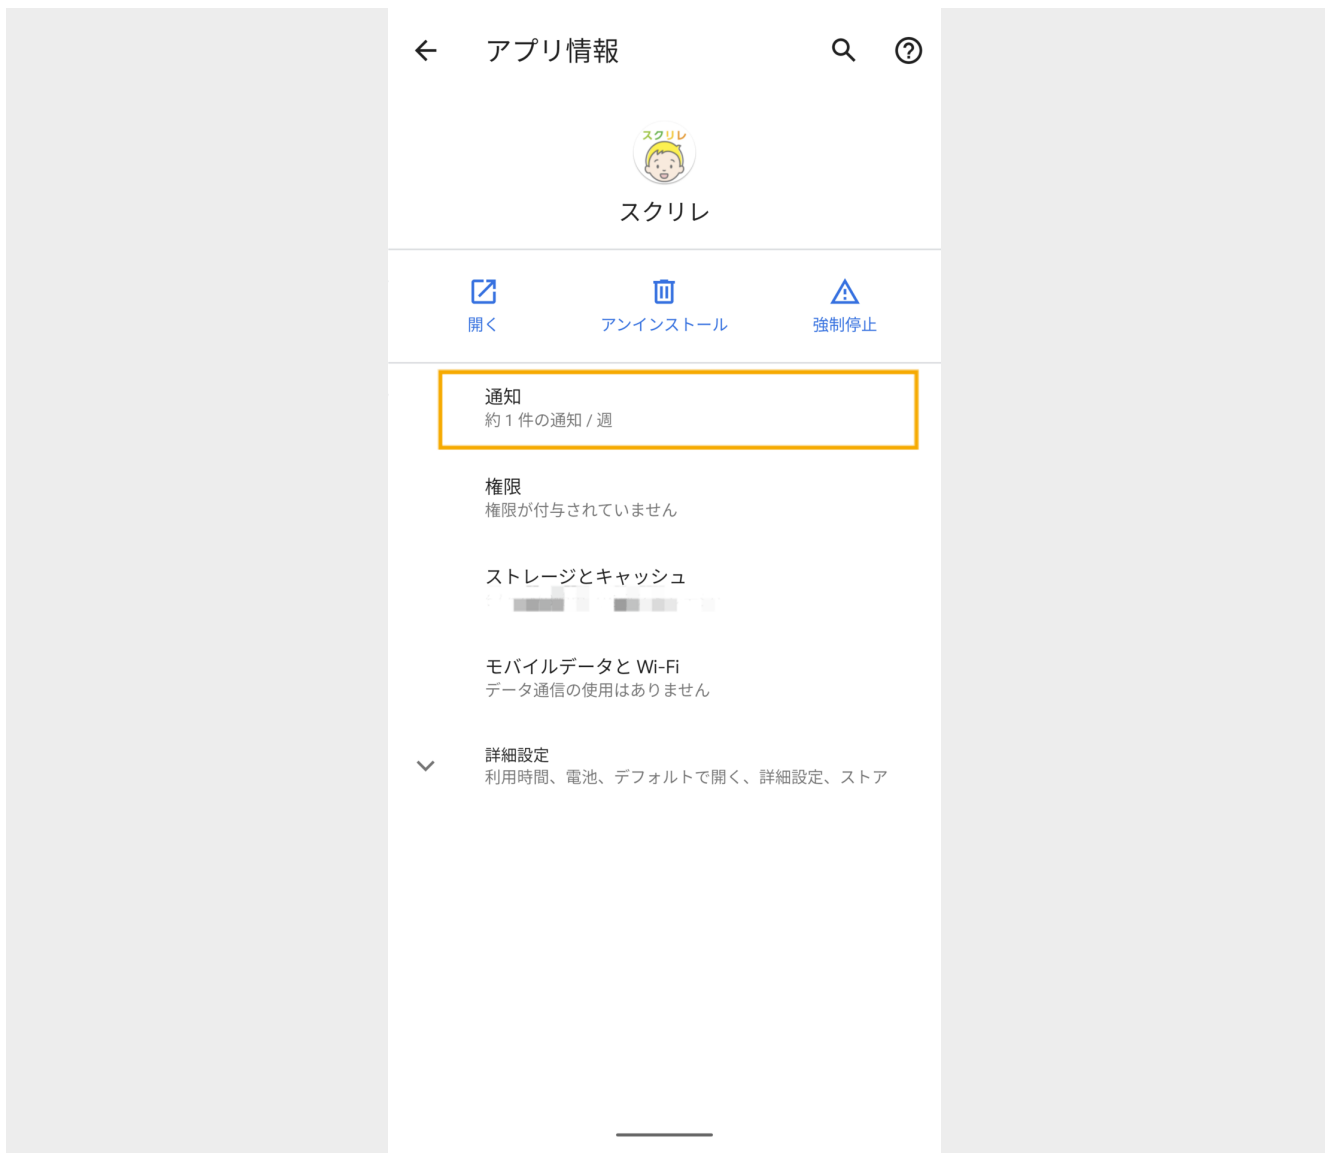 アプリ情報
スクリレ
スクリレ
開く
アンインストール
強制停止
通知
約 1 件の通知 / 週
権限
権限が付与されていません
ストレージとキャッシュ
モバイルデータと Wi-Fi
データ通信の使用はありません
詳細設定
利用時間、電池、デフォルトで開く、詳細設定、ストア